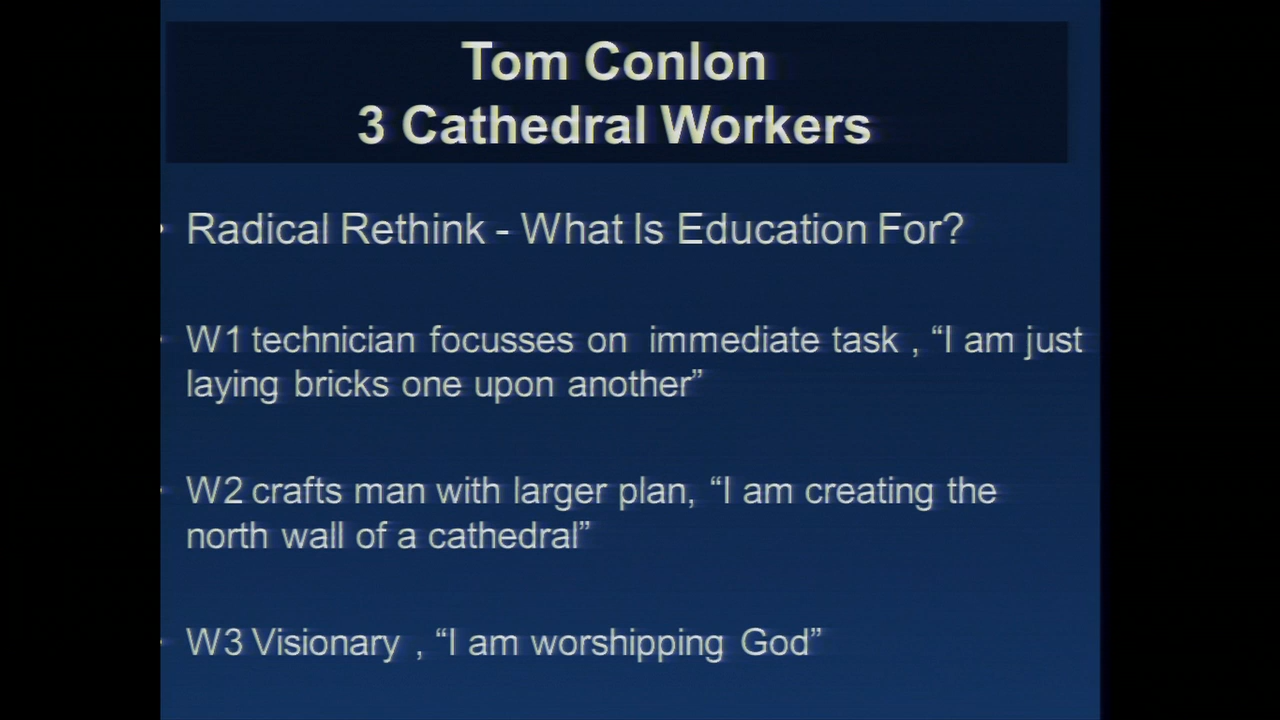 Tom Conlon
3 Cathedral Workers
• Radical Rethink - What Is Education For?
• W1 technician focusses on immediate task , “I am just
laying bricks one upon another”
• W2 crafts man with larger plan, “I am creating the
north wall of a cathedral”
• W3 Visionary , “I am worshipping God”